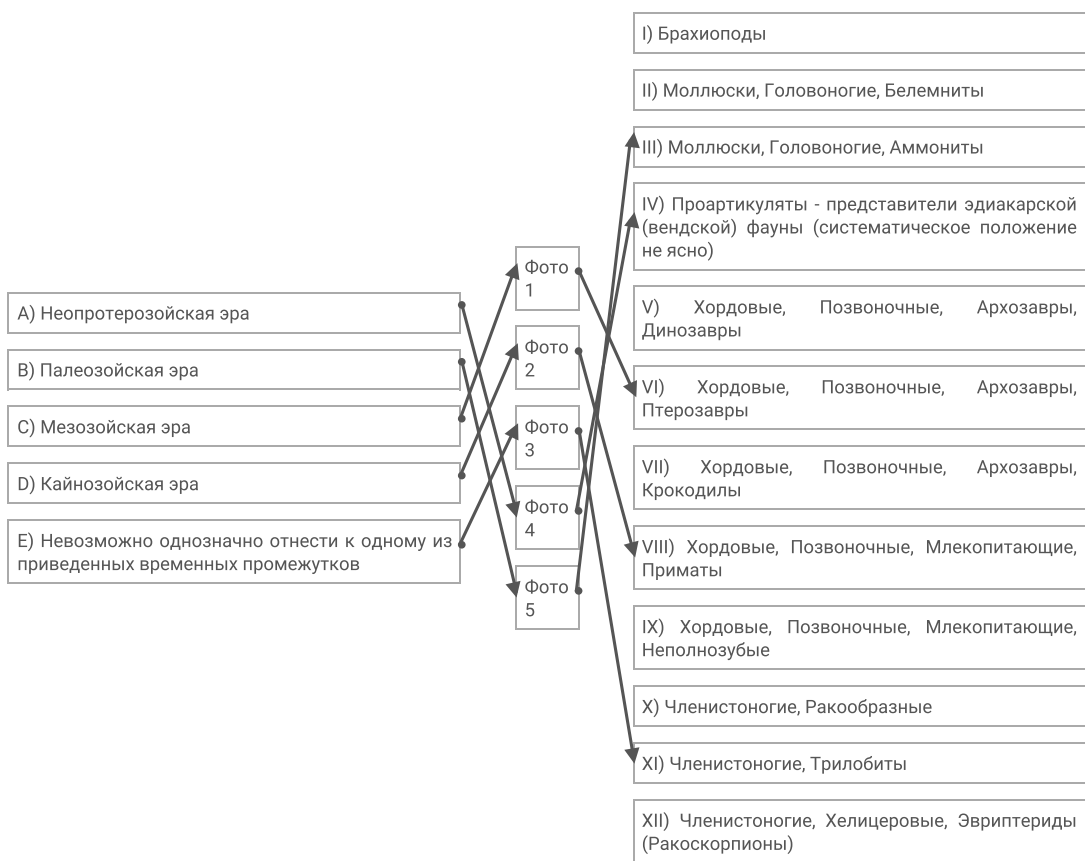 A) Неопротерозойская эра
B) Палеозойская эра
C) Мезозойская эра
D) Кайнозойская эра
E) Невозможно однозначно отнести к одному из
приведенных временных промежутков
Фото
1
Фото
2
Фото
3
Фото
4
Фото
5
I) Брахиоподы
II) Моллюски, Головоногие, Белемниты
III) Моллюски, Головоногие, Аммониты
IV) Проартикуляты - представители эдиакарской
(вендской) фауны (систематическое положение
не ясно)
V) Хордовые, Позвоночные, Архозавры,
Динозавры
VI) Хордовые, Позвоночные, Архозавры,
Птерозавры
VII) Хордовые, Позвоночные, Архозавры,
Крокодилы
VIII) Хордовые, Позвоночные, Млекопитающие,
Приматы
IX) Хордовые, Позвоночные, Млекопитающие,
Неполнозубые
X) Членистоногие, Ракообразные
XI) Членистоногие, Трилобиты
XII) Членистоногие, Хелицеровые, Эвриптериды
(Ракоскорпионы)